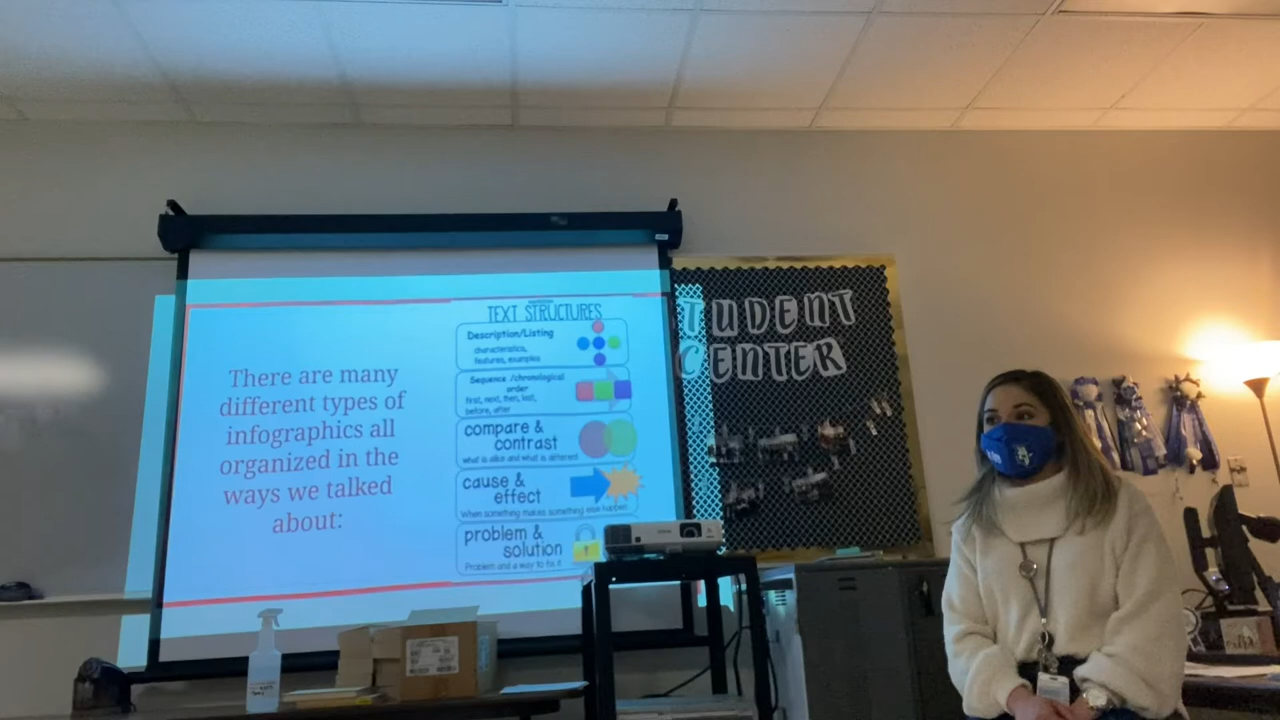 There are many
different types of
infographics all
organized in the
ways we talked
about:
TEXT STRUCTURES
Description/Listing
characteristics,
features, examples
Sequence /chronological
order
first, next, then, last,
before, after
compare &
contrast
what is alike and what is different
cause &
effect
When something makes something else happen
problem &
solution
Problem and a way to fix it
STUDENT
CENTER